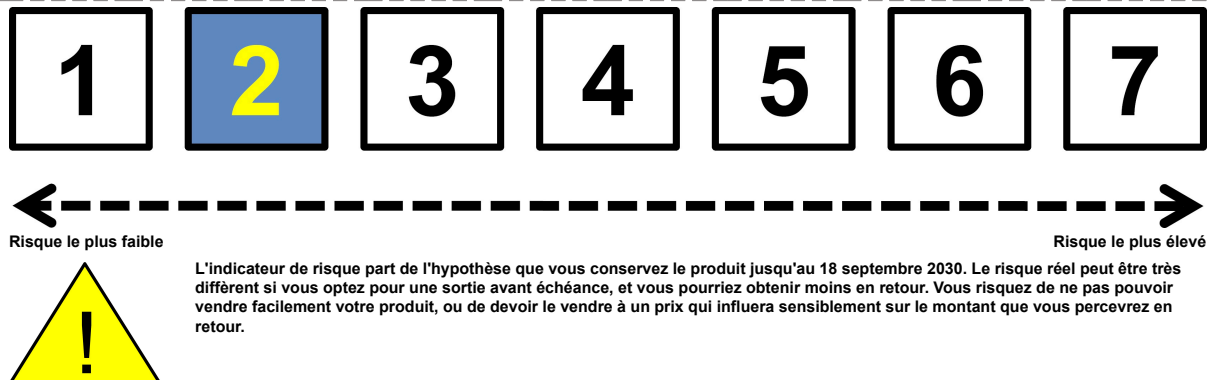 1 2 3 4 5 6 7
Risque le plus faible Risque le plus élevé
L'indicateur de risque part de l'hypothèse que vous conservez le produit jusqu'au 18 septembre 2030. Le risque réel peut être très
diffèrent si vous optez pour une sortie avant échéance, et vous pourriez obtenir moins en retour. Vous risquez de ne pas pouvoir
vendre facilement votre produit, ou de devoir le vendre à un prix qui influera sensiblement sur le montant que vous percevrez en
retour.
!